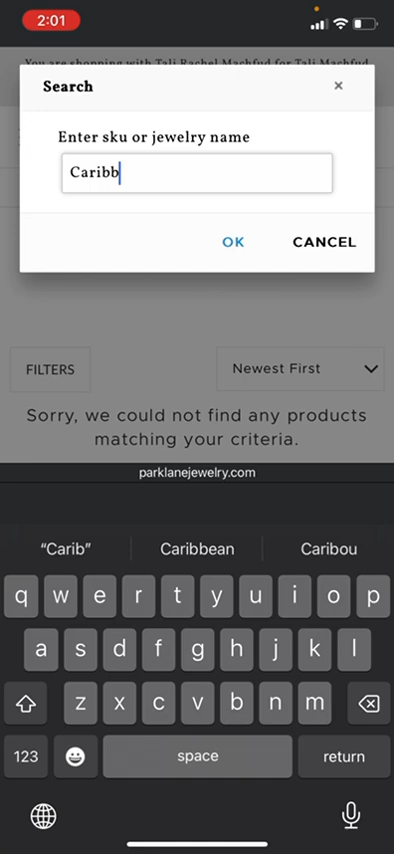 2:01
You are shopping with Tali Rachel Machfud for Tali Machfud
Search
×
Enter sku or jewelry name
Caribb
OK CANCEL
FILTERS
Newest First
Sorry, we could not find any products
matching your criteria.
parklanejewelry.com
“Carib” Caribbean Caribou
q w e r t y u i o p
a s d f g h j k l
z x c v b n m
123 space return